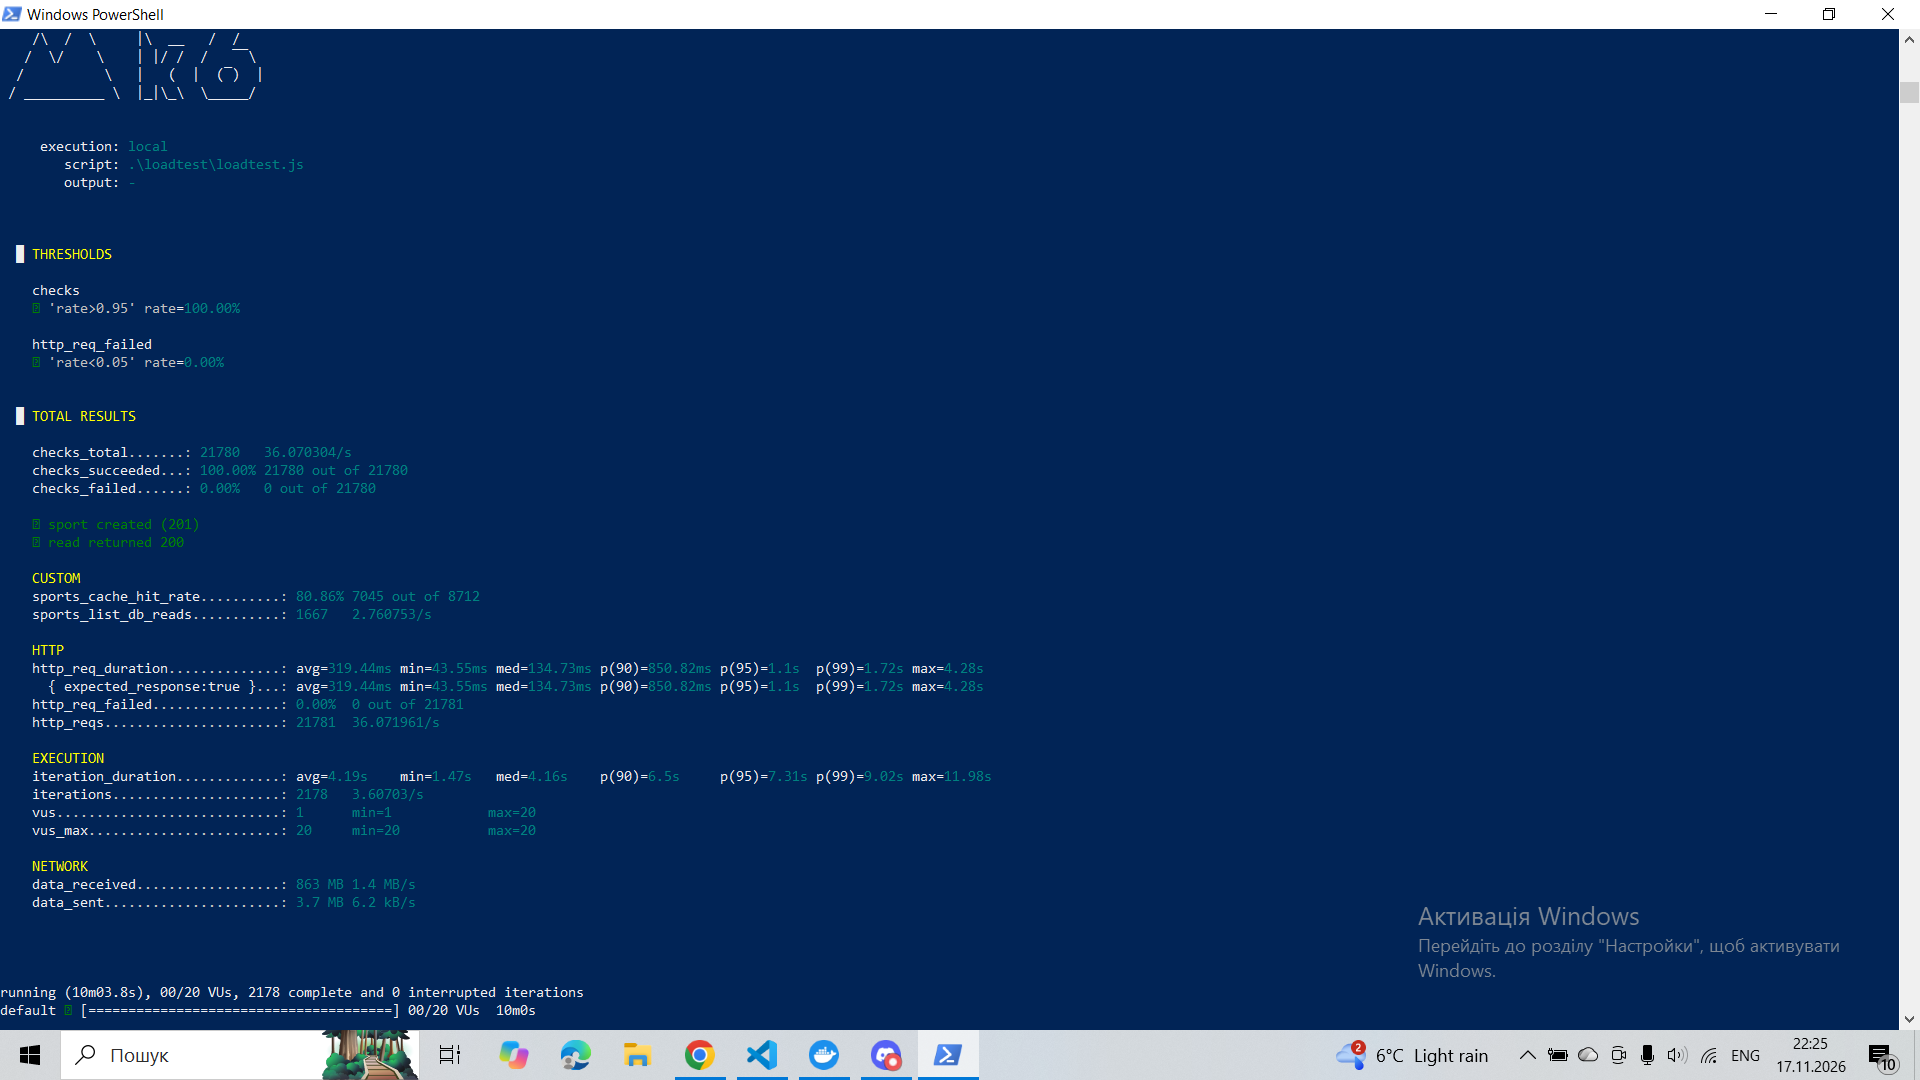 Windows PowerShell
/\  /  \     |\  __   /  /__
/  \/    \    | |/ /  /   _  \
/          \   |   (  |  (‾)  |
/ __________ \  |_|\_\  \_____/
execution: local
script: .\loadtest\loadtest.js
output: -
THRESHOLDS
checks
'rate>0.95' rate=100.00%
http_req_failed
'rate<0.05' rate=0.00%
TOTAL RESULTS
checks_total.......: 21780   36.070304/s
checks_succeeded...: 100.00% 21780 out of 21780
checks_failed......: 0.00%   0 out of 21780
sport created (201)
read returned 200
CUSTOM
sports_cache_hit_rate..........: 80.86% 7045 out of 8712
sports_list_db_reads...........: 1667   2.760753/s
HTTP
http_req_duration..............: avg=319.44ms min=43.55ms med=134.73ms p(90)=850.82ms p(95)=1.1s  p(99)=1.72s max=4.28s
{ expected_response:true }...: avg=319.44ms min=43.55ms med=134.73ms p(90)=850.82ms p(95)=1.1s  p(99)=1.72s max=4.28s
http_req_failed................: 0.00%  0 out of 21781
http_reqs......................: 21781  36.071961/s
EXECUTION
iteration_duration.............: avg=4.19s    min=1.47s   med=4.16s    p(90)=6.5s     p(95)=7.31s p(99)=9.02s max=11.98s
iterations.....................: 2178   3.60703/s
vus............................: 1      min=1            max=20
vus_max........................: 20     min=20           max=20
NETWORK
data_received..................: 863 MB 1.4 MB/s
data_sent......................: 3.7 MB 6.2 kB/s
Активація Windows
Перейдіть до розділу "Настройки", щоб активувати
Windows.
running (10m03.8s), 00/20 VUs, 2178 complete and 0 interrupted iterations
default [======================================] 00/20 VUs  10m0s
Пошук
2
6°C Light rain
ENG
22:25
17.11.2026
10